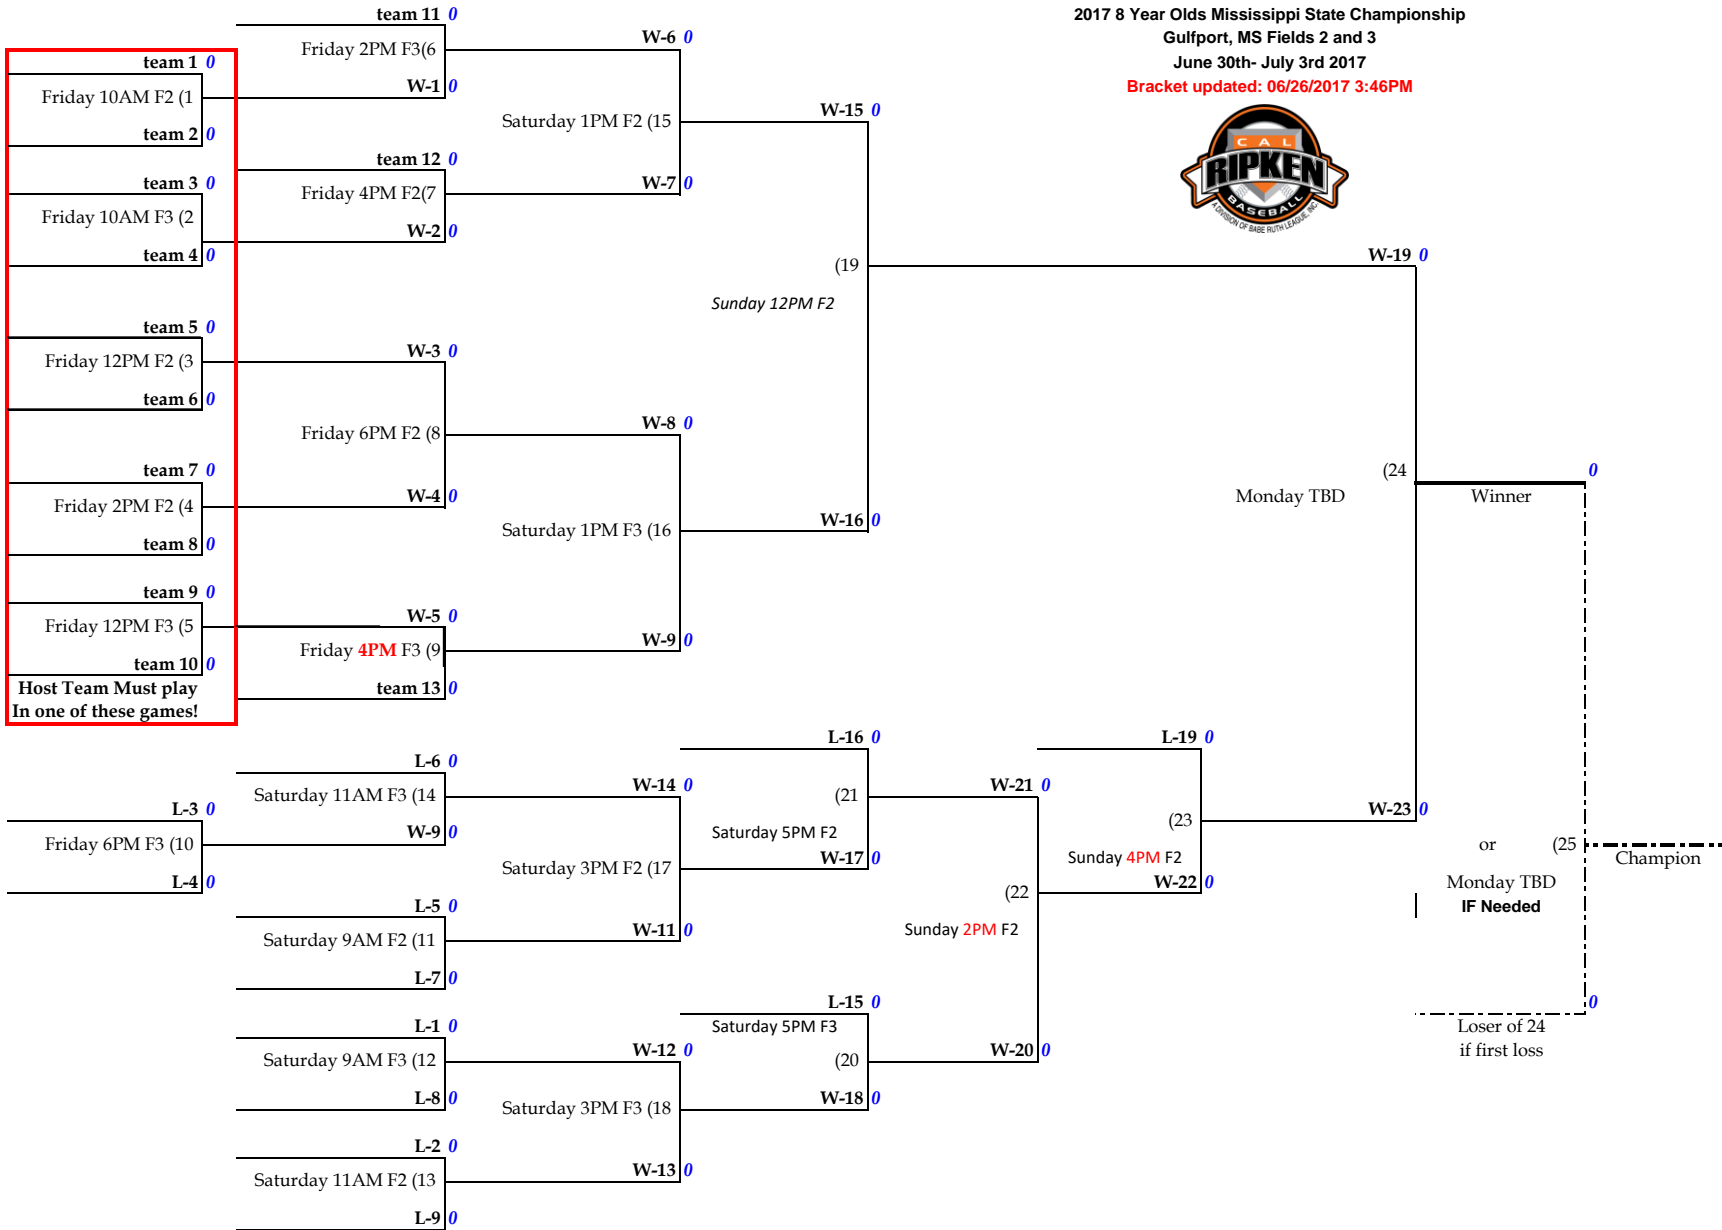 2017 8 Year Olds Mississippi State Championship
Gulfport, MS Fields 2 and 3
June 30th- July 3rd 2017
Bracket updated: 06/26/2017 3:46PM
CAL
RIPKEN
BASEBALL
A DIVISION OF BABE RUTH LEAGUE, INC.
team 1 0
Friday 10AM F2 (1
team 2 0
team 3 0
Friday 10AM F3 (2
team 4 0
team 5 0
Friday 12PM F2 (3
team 6 0
team 7 0
Friday 2PM F2 (4
team 8 0
team 9 0
Friday 12PM F3 (5
team 10 0
Host Team Must play
In one of these games!
team 11 0
Friday 2PM F3(6
W-1 0
team 12 0
Friday 4PM F2(7
W-2 0
W-3 0
Friday 6PM F2 (8
W-4 0
W-5 0
Friday 4PM F3 (9
team 13 0
W-6 0
Saturday 1PM F2 (15
W-7 0
W-8 0
Saturday 1PM F3 (16
W-9 0
W-15 0
(19
Sunday 12PM F2
W-16 0
W-19 0
(24
Monday TBD
W-23 0
0
Winner
L-3 0
Friday 6PM F3 (10
L-4 0
L-6 0
Saturday 11AM F3 (14
W-9 0
L-5 0
Saturday 9AM F2 (11
L-7 0
L-1 0
Saturday 9AM F3 (12
L-8 0
L-2 0
Saturday 11AM F2 (13
L-9 0
W-14 0
Saturday 3PM F2 (17
W-11 0
W-12 0
Saturday 3PM F3 (18
W-13 0
L-16 0
(21
Saturday 5PM F2
W-17 0
L-15 0
Saturday 5PM F3
(20
W-18 0
W-21 0
(22
Sunday 2PM F2
W-20 0
L-19 0
(23
Sunday 4PM F2
W-22 0
or (25
Monday TBD
IF Needed
Champion
0
Loser of 24
if first loss